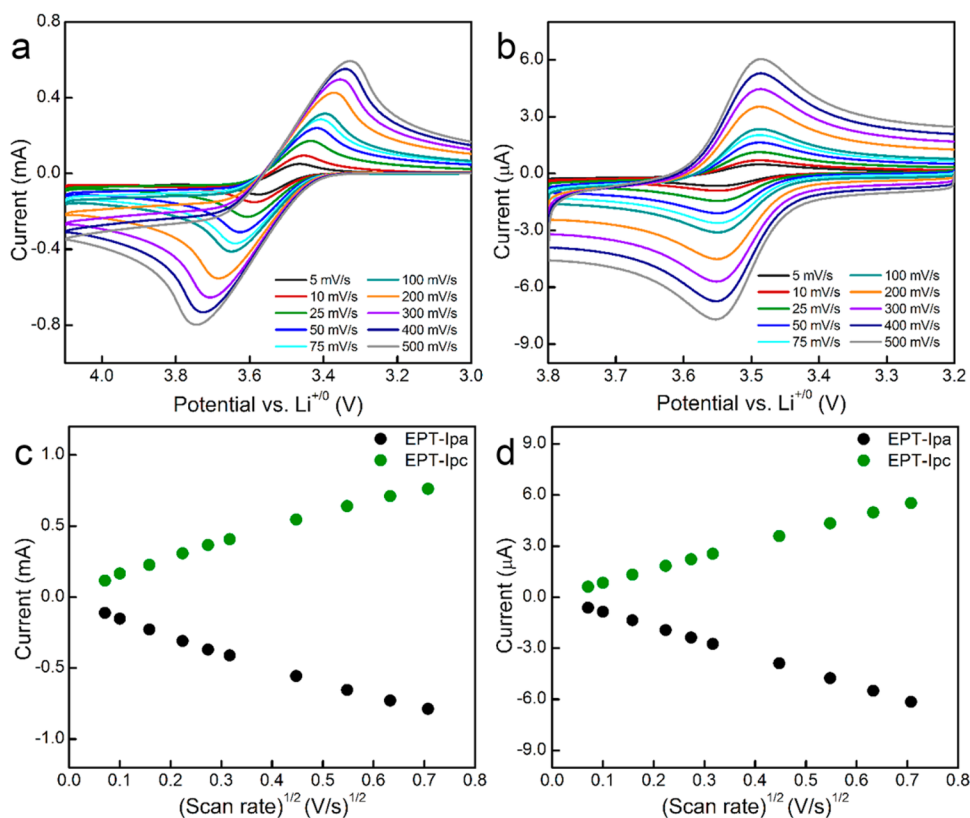 a
0.8
0.4
0.0
-0.4
-0.8
Current (mA)
5 mV/s
10 mV/s
25 mV/s
50 mV/s
75 mV/s
100 mV/s
200 mV/s
300 mV/s
400 mV/s
500 mV/s
4.0 3.8 3.6 3.4 3.2 3.0
Potential vs. Li+/0 (V)
b
6.0
3.0
0.0
-3.0
-6.0
-9.0
Current (μA)
5 mV/s
10 mV/s
25 mV/s
50 mV/s
75 mV/s
100 mV/s
200 mV/s
300 mV/s
400 mV/s
500 mV/s
3.8 3.7 3.6 3.5 3.4 3.3 3.2
Potential vs. Li+/0 (V)
c
EPT-Ipa
EPT-Ipc
1.0
0.5
0.0
-0.5
-1.0
Current (mA)
0.0 0.1 0.2 0.3 0.4 0.5 0.6 0.7 0.8
(Scan rate)1/2 (V/s)1/2
d
EPT-Ipa
EPT-Ipc
9.0
6.0
3.0
0.0
-3.0
-6.0
-9.0
Current (μA)
0.0 0.1 0.2 0.3 0.4 0.5 0.6 0.7 0.8
(Scan rate)1/2 (V/s)1/2